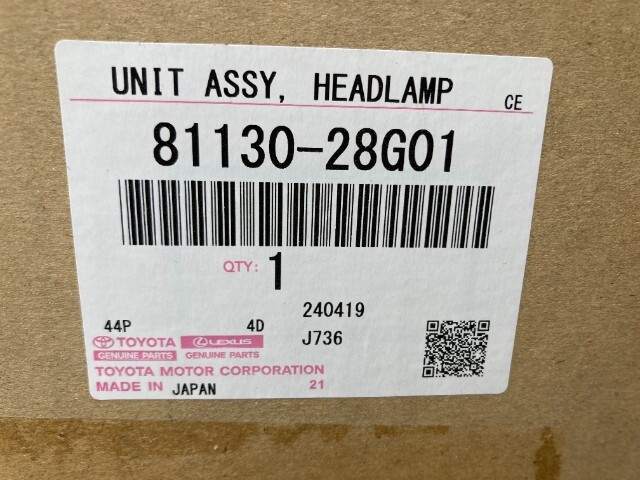 UNIT ASSY, HEADLAMP CE
81130-28G01
QTY: 1
240419
44P 4D J736
TOYOTA LEXUS
GENUINE PARTS GENUINE PARTS
TOYOTA MOTOR CORPORATION
MADE IN JAPAN 21